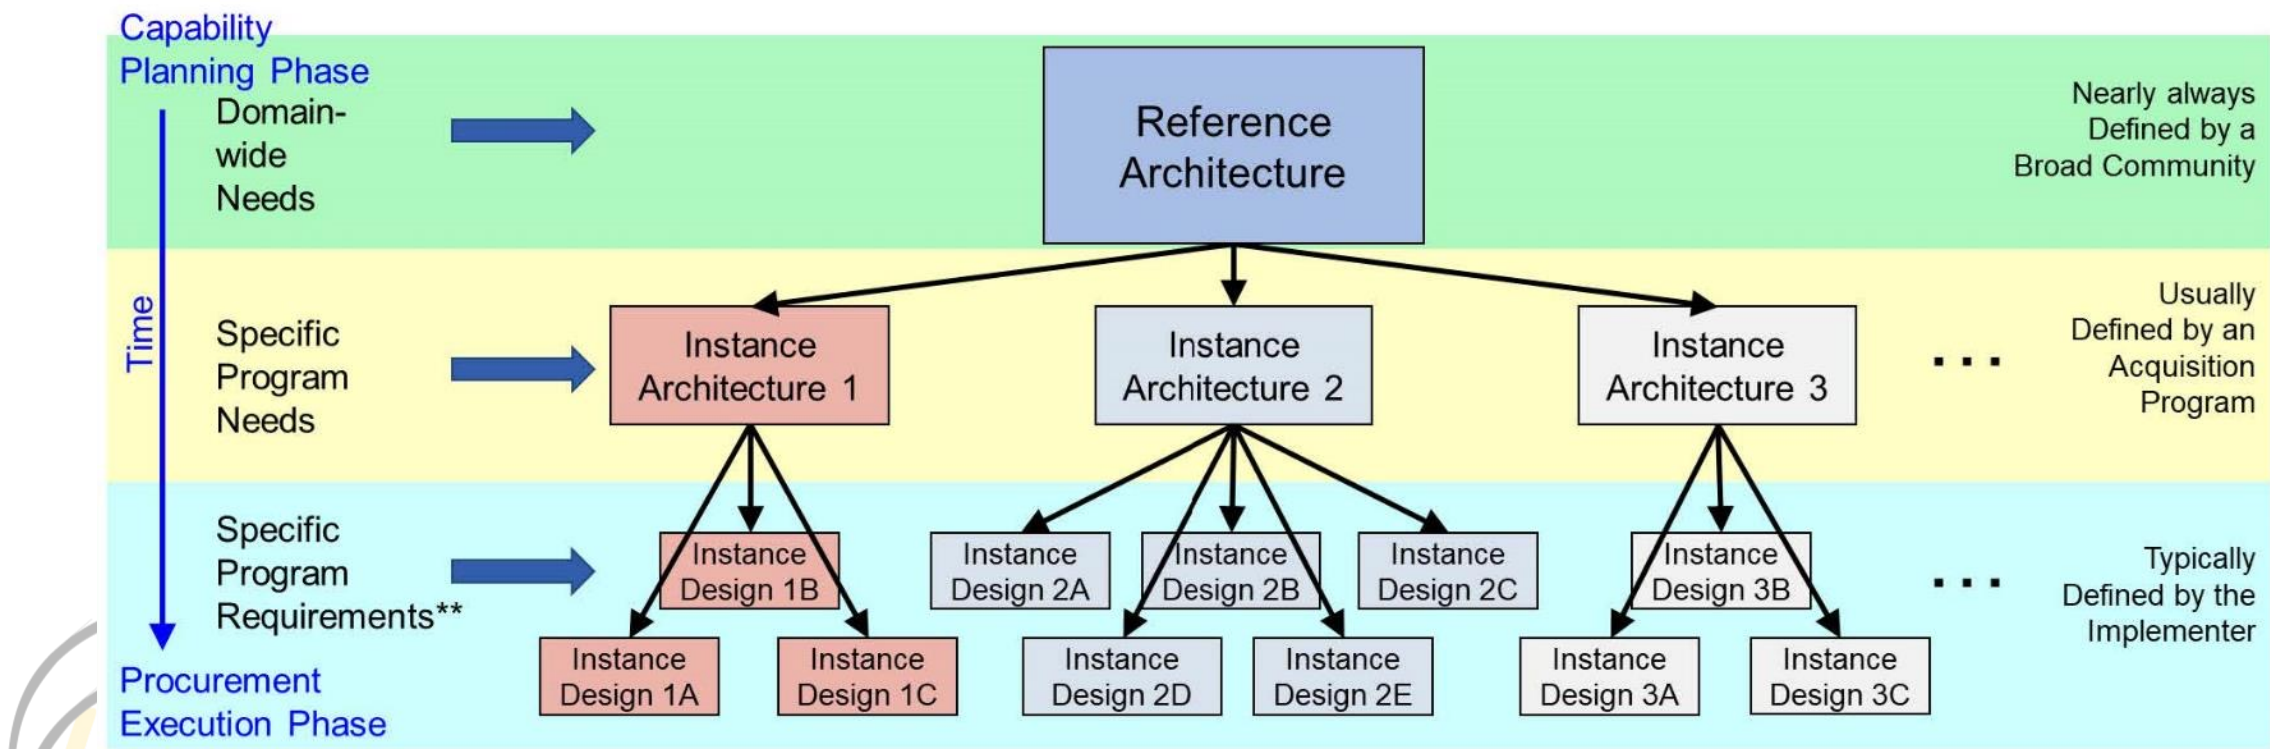 Capability
Planning Phase
Domain-
wide
Needs
Reference
Architecture
Nearly always
Defined by a
Broad Community
Time
Specific
Program
Needs
Instance
Architecture 1
Instance
Architecture 2
Instance
Architecture 3
...
Usually
Defined by an
Acquisition
Program
Specific
Program
Requirements**
Instance
Design 1B
Instance
Design 2A
Instance
Design 2B
Instance
Design 2C
Instance
Design 3B
...
Typically
Defined by the
Implementer
Instance
Design 1A
Instance
Design 1C
Instance
Design 2D
Instance
Design 2E
Instance
Design 3A
Instance
Design 3C
Procurement
Execution Phase